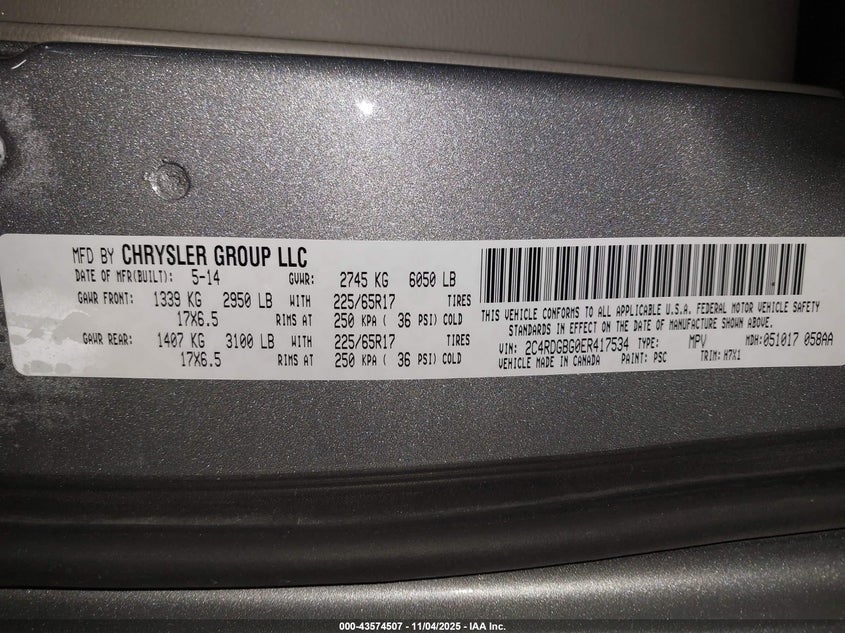 MFD BY CHRYSLER GROUP LLC
DATE OF MFR(BUILT): 5-14 GVWR: 2745 KG 6050 LB
GAWR FRONT: 1339 KG 2950 LB WITH 225/65R17 TIRES
17X6.5 RIMS AT 250 KPA ( 36 PSI) COLD
GAWR REAR: 1407 KG 3100 LB WITH 225/65R17 TIRES
17X6.5 RIMS AT 250 KPA ( 36 PSI) COLD
THIS VEHICLE CONFORMS TO ALL APPLICABLE U.S.A. FEDERAL MOTOR VEHICLE SAFETY
STANDARDS IN EFFECT ON THE DATE OF MANUFACTURE SHOWN ABOVE.
VIN: 2C4RDGBG0ER417534 TYPE: MPV MDH:051017 058AA
VEHICLE MADE IN CANADA PAINT: PSC TRIM: H7X1
000-43574507 - 11/04/2025 - IAA Inc.